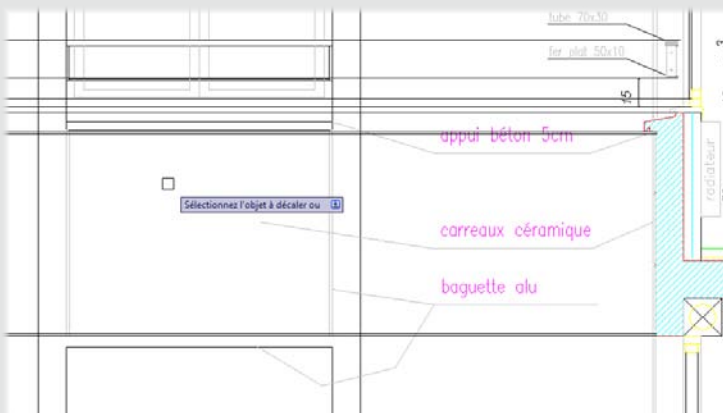 tube 70x30
fer plat 50x10
15
appui béton 5cm
radiateur
Sélectionnez l'objet à décaler ou
carreaux céramique
baguette alu